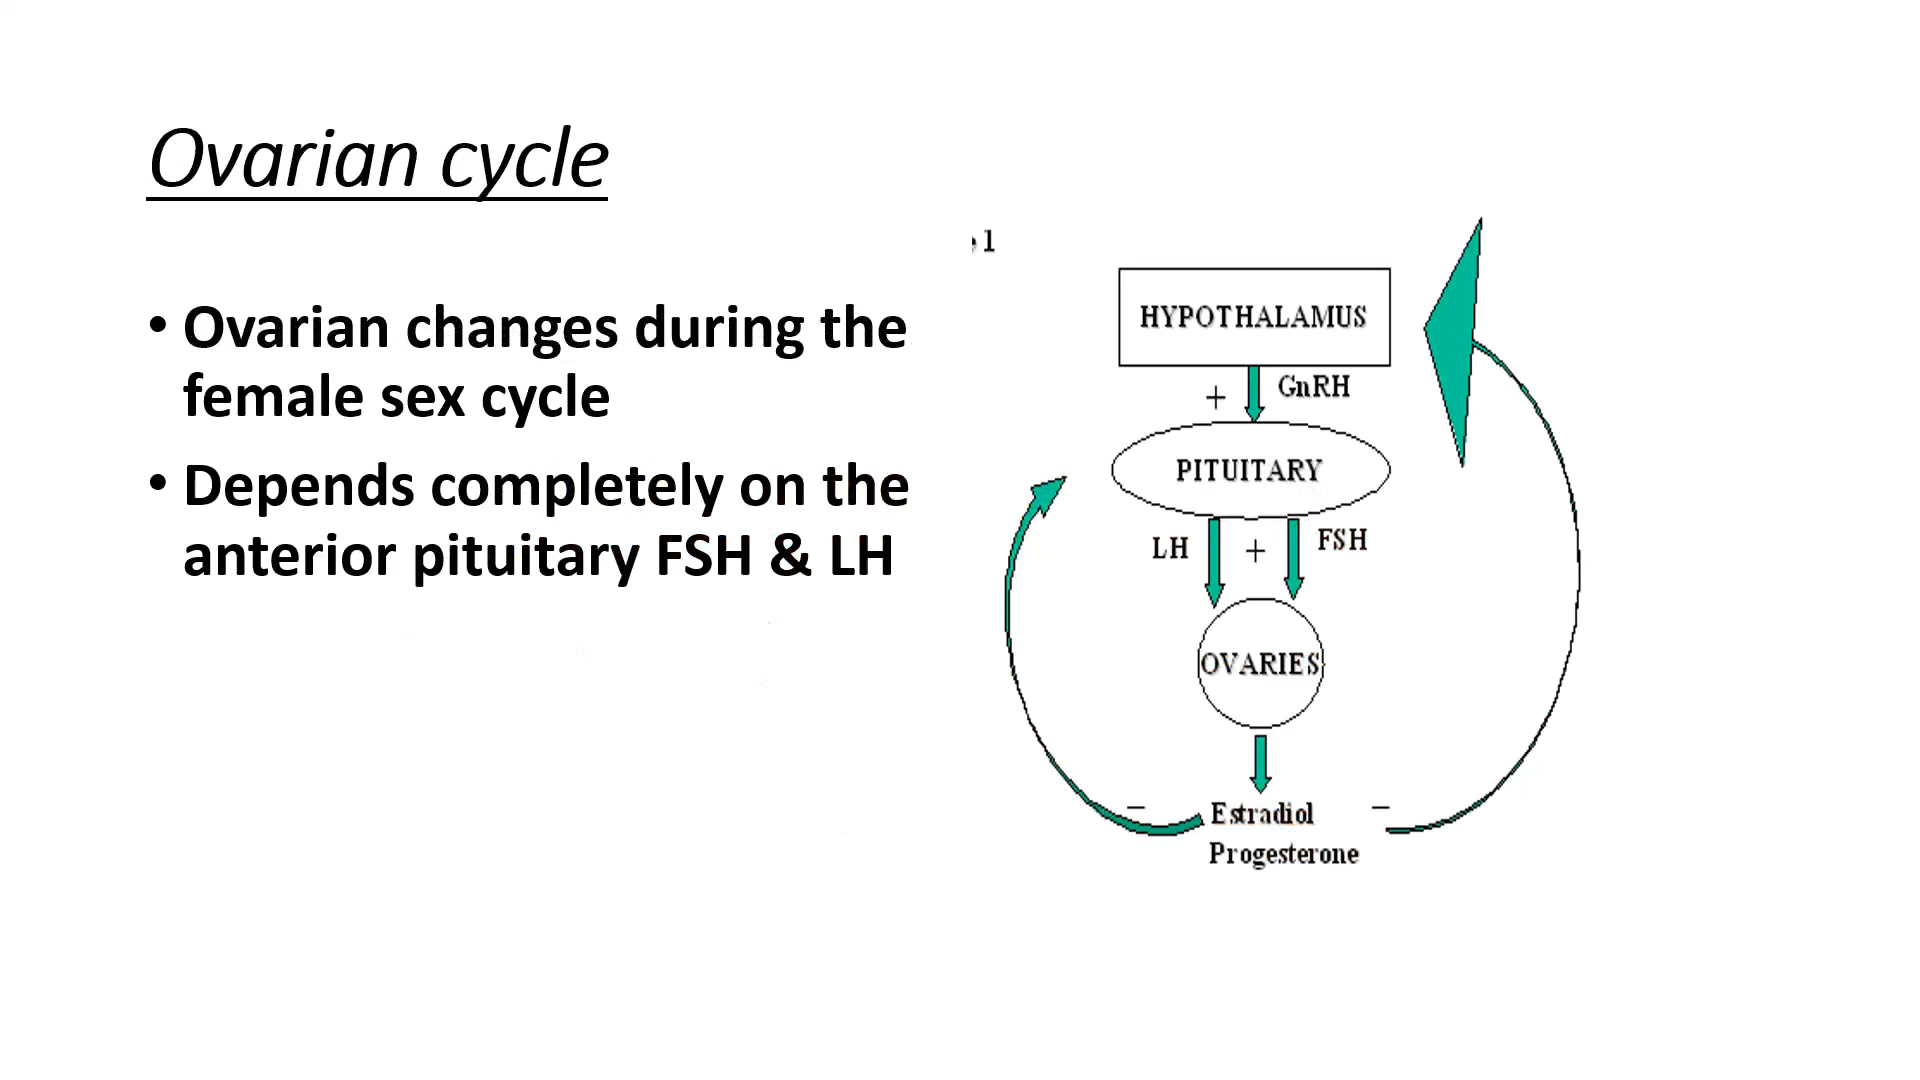 Ovarian cycle
• Ovarian changes during the
female sex cycle
• Depends completely on the
anterior pituitary FSH & LH
1
HYPOTHALAMUS
+ GnRH
PITUITARY
LH + FSH
OVARIES
– Estradiol –
Progesterone